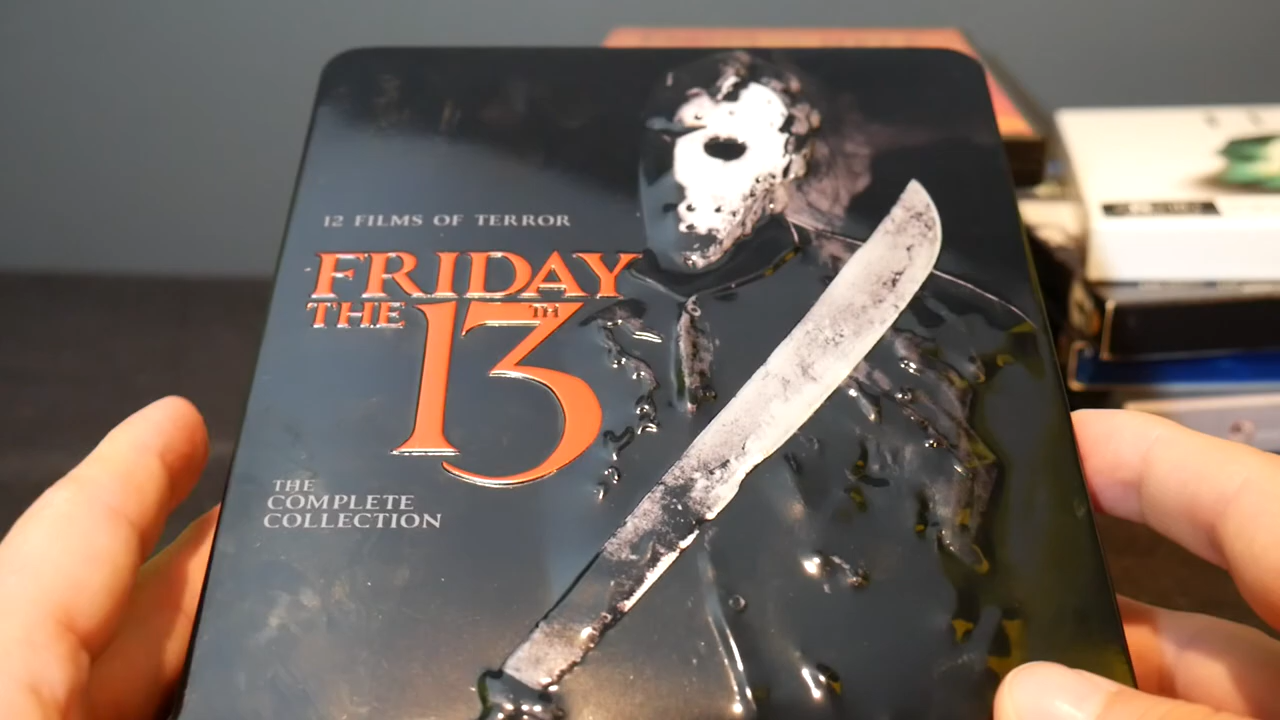 12 FILMS OF TERROR
FRIDAY
THE 13TH
THE
COMPLETE
COLLECTION